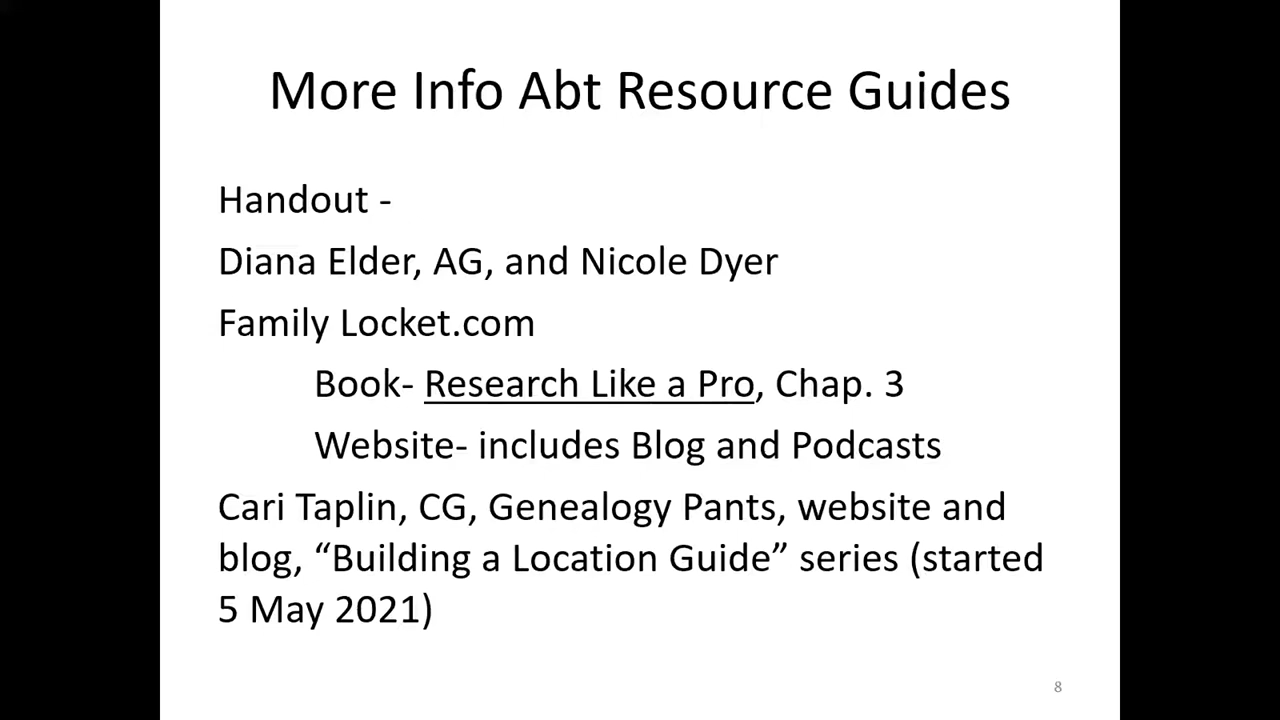 More Info Abt Resource Guides
Handout -
Diana Elder, AG, and Nicole Dyer
Family Locket.com
Book- Research Like a Pro, Chap. 3
Website- includes Blog and Podcasts
Cari Taplin, CG, Genealogy Pants, website and
blog, “Building a Location Guide” series (started
5 May 2021)
8